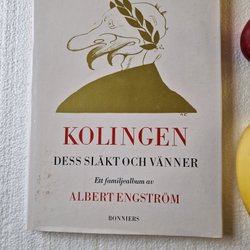 KOLINGEN
DESS SLÄKT OCH VÄNNER
Ett familjealbum av
ALBERT ENGSTRÖM
BONNIERS